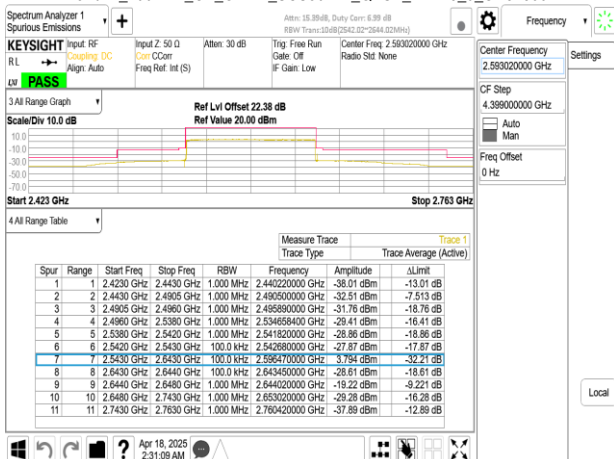 Spectrum Analyzer 1
Spurious Emissions
Attn: 15.99dB, Duty Corr: 6.99 dB
RBW Trans:10dB(2542.02~2644.02MHz)
Frequency
KEYSIGHT Input: RF Input Z: 50 Ω Atten: 30 dB Trig: Free Run Center Freq: 2.593020000 GHz
RL Coupling: DC Corr CCorr Gate: Off Radio Std: None
Align: Auto Freq Ref: Int (S) IF Gain: Low
PASS
Center Frequency
2.593020000 GHz
Settings
CF Step
4.399000000 GHz
Auto
Man
Freq Offset
0 Hz
3 All Range Graph
Ref Lvl Offset 22.38 dB
Scale/Div 10.0 dB Ref Value 20.00 dBm
10.0
-10.0
-30.0
-50.0
-70.0
Start 2.423 GHz Stop 2.763 GHz
4 All Range Table
Measure Trace Trace 1
Trace Type Trace Average (Active)
Spur Range Start Freq Stop Freq RBW Frequency Amplitude ΔLimit
1 1 2.4230 GHz 2.4430 GHz 1.000 MHz 2.440220000 GHz -38.01 dBm -13.01 dB
2 2 2.4430 GHz 2.4905 GHz 1.000 MHz 2.490500000 GHz -32.51 dBm -7.513 dB
3 3 2.4905 GHz 2.4960 GHz 1.000 MHz 2.495890000 GHz -31.76 dBm -18.76 dB
4 4 2.4960 GHz 2.5380 GHz 1.000 MHz 2.534658400 GHz -29.41 dBm -16.41 dB
5 5 2.5380 GHz 2.5420 GHz 1.000 MHz 2.541820000 GHz -28.86 dBm -28.86 dB
6 6 2.5420 GHz 2.5430 GHz 100.0 kHz 2.542680000 GHz -27.87 dBm -17.87 dB
7 7 2.5430 GHz 2.6430 GHz 100.0 kHz 2.596470000 GHz 3.794 dBm -32.21 dB
8 8 2.6430 GHz 2.6440 GHz 100.0 kHz 2.643450000 GHz -28.61 dBm -18.61 dB
9 9 2.6440 GHz 2.6480 GHz 1.000 MHz 2.644020000 GHz -19.22 dBm -9.221 dB
10 10 2.6480 GHz 2.7430 GHz 1.000 MHz 2.653020000 GHz -29.28 dBm -16.28 dB
11 11 2.7430 GHz 2.7630 GHz 1.000 MHz 2.760420000 GHz -37.89 dBm -12.89 dB
Local
Apr 18, 2025
2:31:09 AM